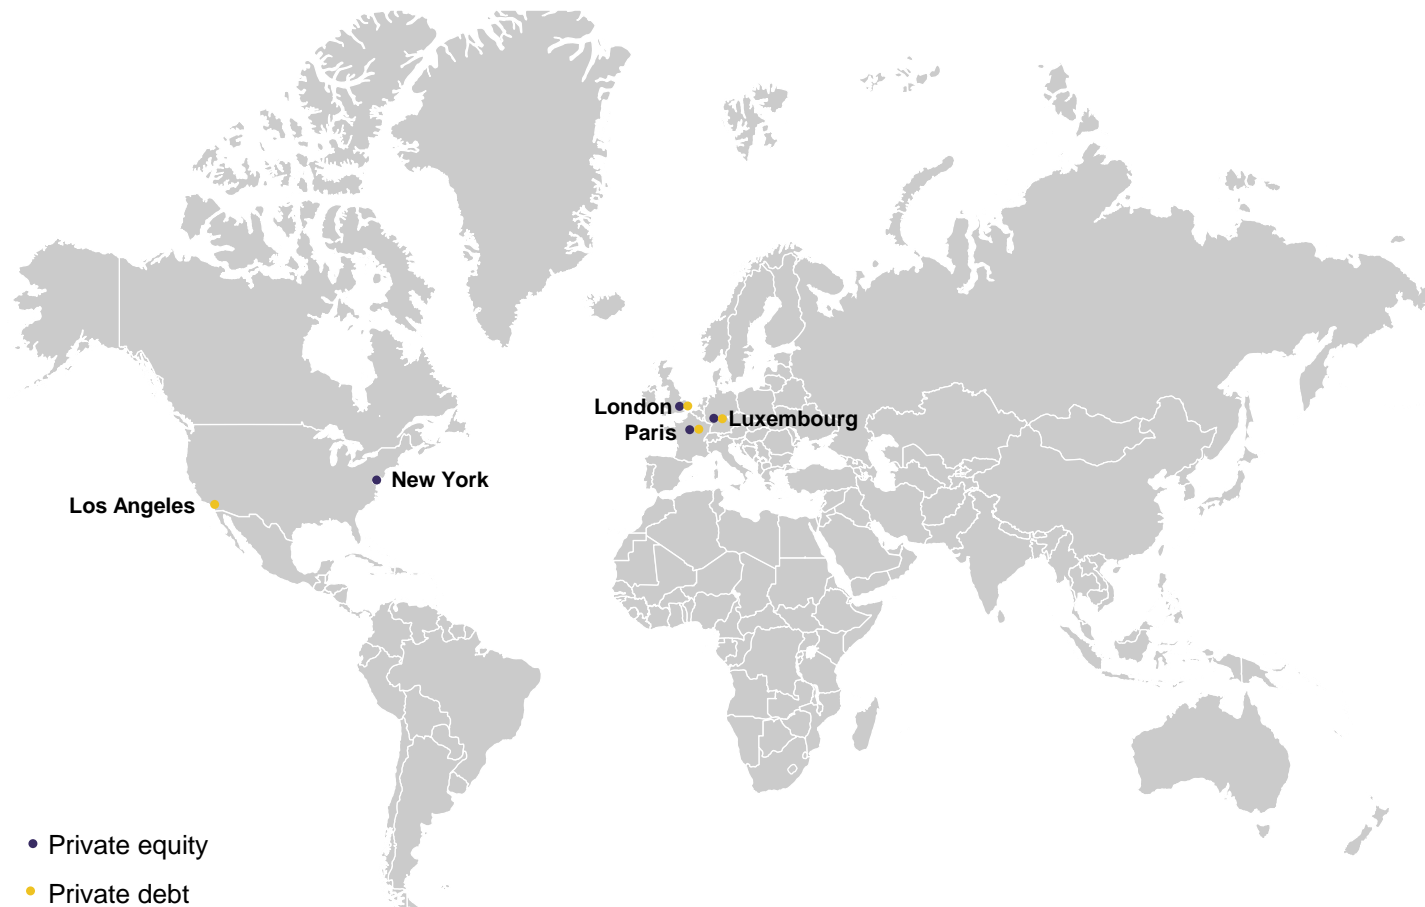 London
Luxembourg
Paris
New York
Los Angeles
Private equity
Private debt